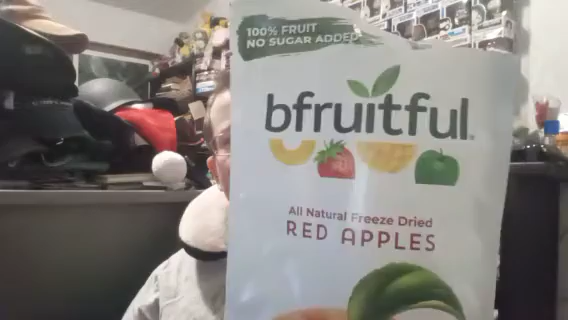 100% FRUIT
NO SUGAR ADDED
bfruitful.
All Natural Freeze Dried
RED APPLES